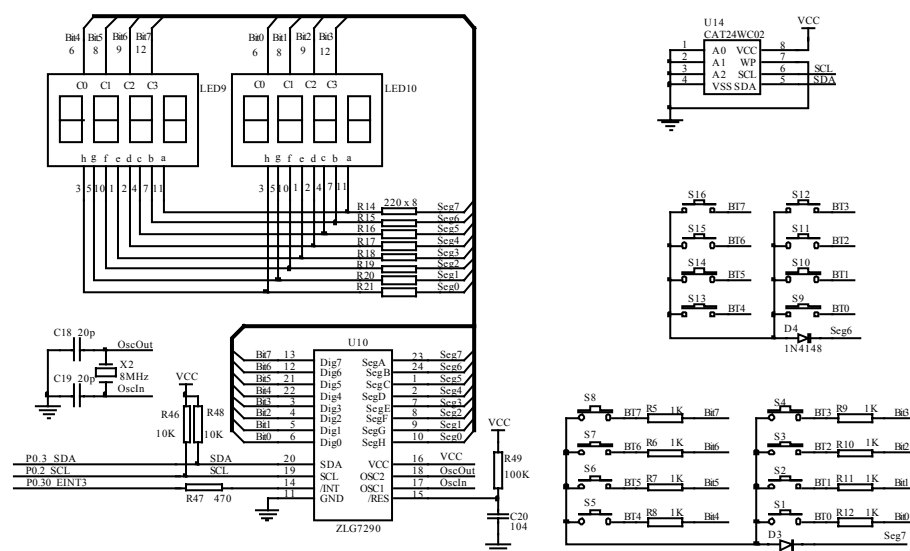 Bit4 Bit5 Bit6 Bit7
6 8 9 12
Bit0 Bit1 Bit2 Bit3
6 8 9 12
C0 C1 C2 C3
LED9
C0 C1 C2 C3
LED10
h g f e d c b a
h g f e d c b a
3 5 10 1 2 4 7 11
3 5 10 1 2 4 7 11
R14 220 x 8 Seg7
R15 Seg6
R16 Seg5
R17 Seg4
R18 Seg3
R19 Seg2
R20 Seg1
R21 Seg0
U14
CAT24WC02
VCC
1 A0 VCC 8
2 A1 WP 7
3 A2 SCL 6 SCL
4 VSS SDA 5 SDA
S16 BT7 S12 BT3
S15 BT6 S11 BT2
S14 BT5 S10 BT1
S13 BT4 S9 BT0
D4 Seg6
1N4148
C18 20p OscOut
X2
8MHz
C19 20p OscIn
VCC
R46 R48
10K 10K
U10
Bit7 13 Dig7 SegA 23 Seg7
Bit6 12 Dig6 SegB 24 Seg6
Bit5 21 Dig5 SegC 1 Seg5
Bit4 22 Dig4 SegD 2 Seg4
Bit3 3 Dig3 SegE 7 Seg3
Bit2 4 Dig2 SegF 8 Seg2
Bit1 5 Dig1 SegG 9 Seg1
Bit0 6 Dig0 SegH 10 Seg0
P0.3 SDA SDA 20 SDA VCC 16 VCC
P0.2 SCL SCL 19 SCL OSC2 18 OscOut
P0.30 EINT3 14 /INT OSC1 17 OscIn
R47 470 11 GND /RES 15
ZLG7290
VCC
R49
100K
C20
104
S8 BT7 R5 1K Bit7 S4 BT3 R9 1K Bit3
S7 BT6 R6 1K Bit6 S3 BT2 R10 1K Bit2
S6 BT5 R7 1K Bit5 S2 BT1 R11 1K Bit1
S5 BT4 R8 1K Bit4 S1 BT0 R12 1K Bit0
D3 Seg7